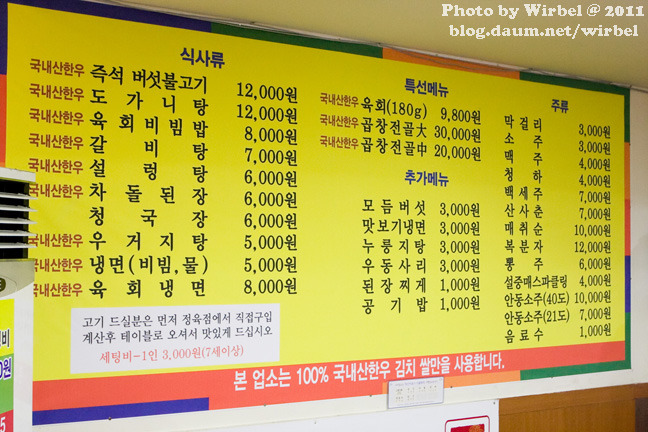 Photo by Wirbel @ 2011
blog.daum.net/wirbel
식사류
국내산한우 즉석 버섯불고기 12,000원
국내산한우 도가니탕 12,000원
국내산한우 육회비빔밥 8,000원
국내산한우 갈비탕 7,000원
국내산한우 설렁탕 6,000원
국내산한우 차돌된장 6,000원
청국장 6,000원
국내산한우 우거지탕 5,000원
국내산한우 냉면(비빔,물) 5,000원
국내산한우 육회냉면 8,000원
고기 드실분은 먼저 정육점에서 직접구입
계산후 테이블로 오셔서 맛있게 드십시오
세팅비-1인 3,000원(7세이상)
특선메뉴
국내산한우 육회(180g) 9,800원
국내산한우 곱창전골大 30,000원
국내산한우 곱창전골中 20,000원
추가메뉴
모듬버섯 3,000원
맛보기냉면 3,000원
누룽지탕 3,000원
우동사리 3,000원
된장찌게 1,000원
공기밥 1,000원
주류
막걸리 3,000원
소주 3,000원
맥주 4,000원
청하 4,000원
백세주 7,000원
산사춘 7,000원
매취순 10,000원
복분자 12,000원
뽕주 6,000원
설중매스파클링 4,000원
안동소주(40도) 10,000원
안동소주(21도) 7,000원
음료수 1,000원
본 업소는 100% 국내산한우 김치 쌀만을 사용합니다.